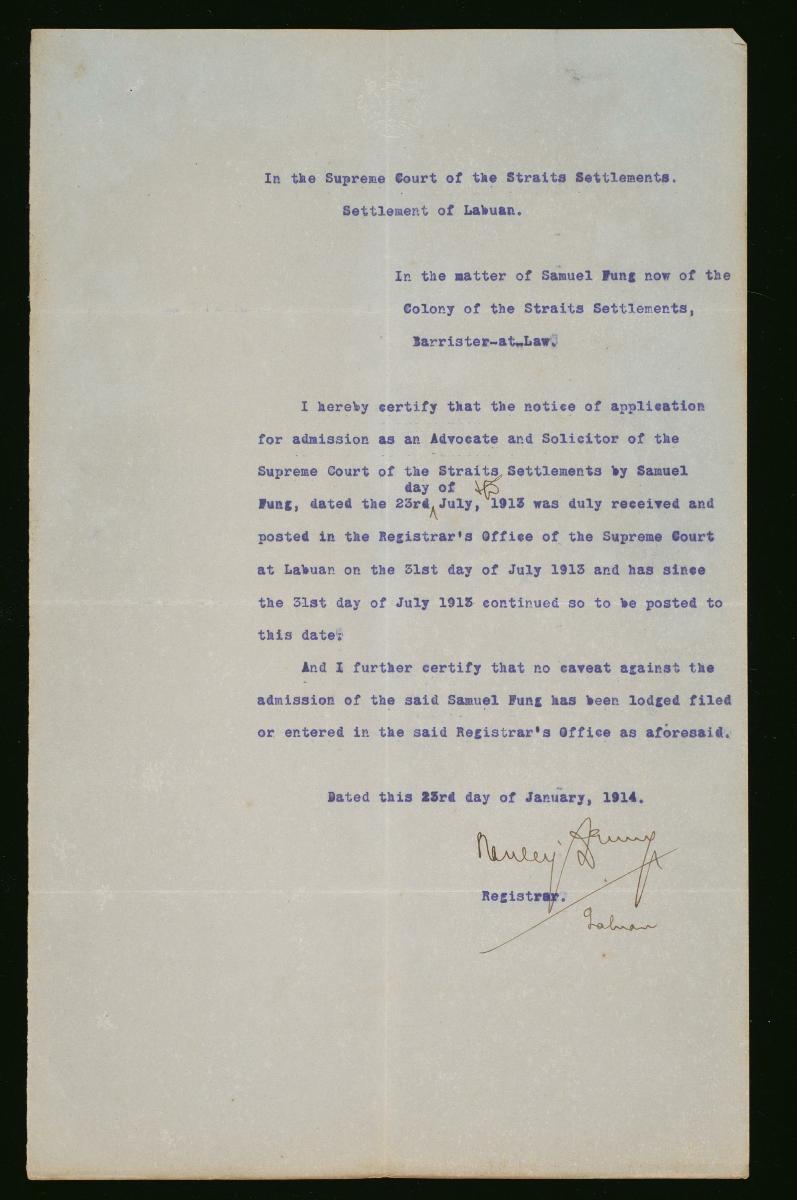 In the Supreme Court of the Straits Settlements.
Settlement of Labuan.
In the matter of Samuel Fung now of the
Colony of the Straits Settlements,
Barrister-at-Law.
I hereby certify that the notice of application
for admission as an Advocate and Solicitor of the
Supreme Court of the Straits Settlements by Samuel
day of
Fung, dated the 23rd July, 1913 was duly received and
posted in the Registrar's Office of the Supreme Court
at Labuan on the 31st day of July 1913 and has since
the 31st day of July 1913 continued so to be posted to
this date.
And I further certify that no caveat against the
admission of the said Samuel Fung has been lodged filed
or entered in the said Registrar's Office as aforesaid.
Dated this 23rd day of January, 1914.
Registrar.
Labuan